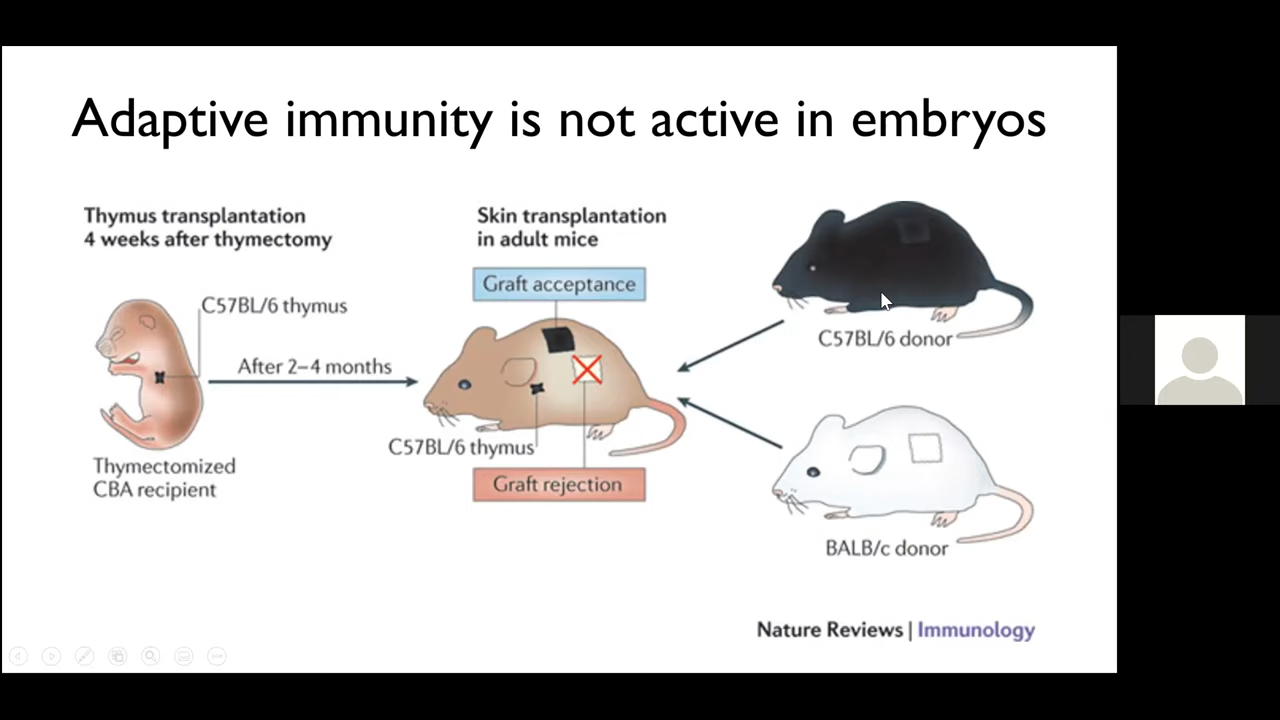 Adaptive immunity is not active in embryos
Thymus transplantation
4 weeks after thymectomy
C57BL/6 thymus
After 2–4 months
Thymectomized
CBA recipient
Skin transplantation
in adult mice
Graft acceptance
C57BL/6 thymus
Graft rejection
C57BL/6 donor
BALB/c donor
Nature Reviews | Immunology